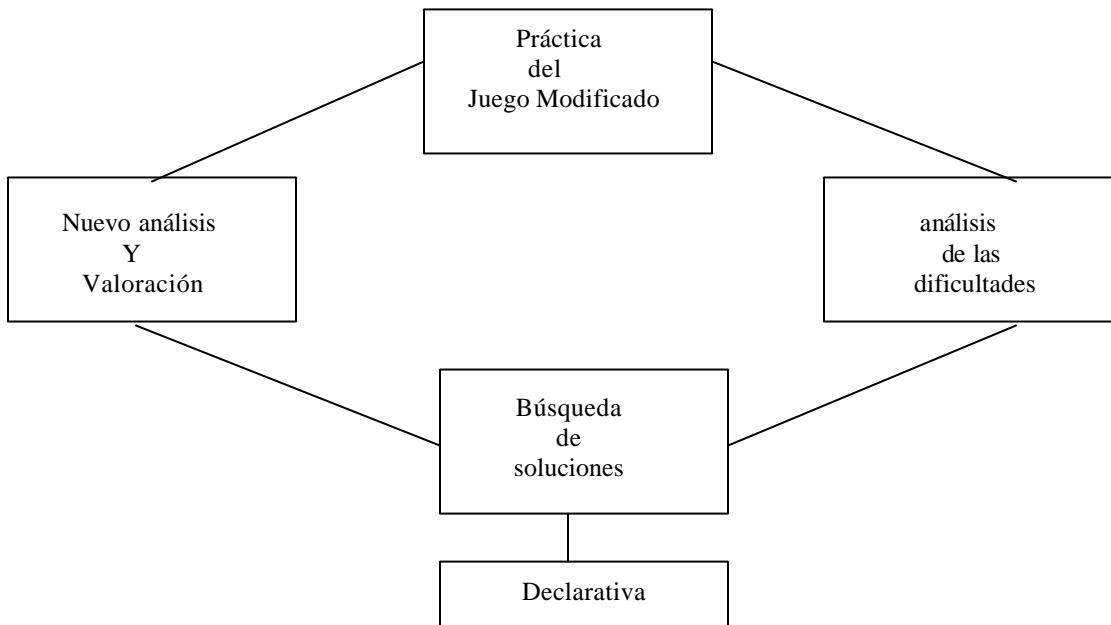 Práctica
del
Juego Modificado
Nuevo análisis
Y
Valoración
análisis
de las
dificultades
Búsqueda
de
soluciones
Declarativa